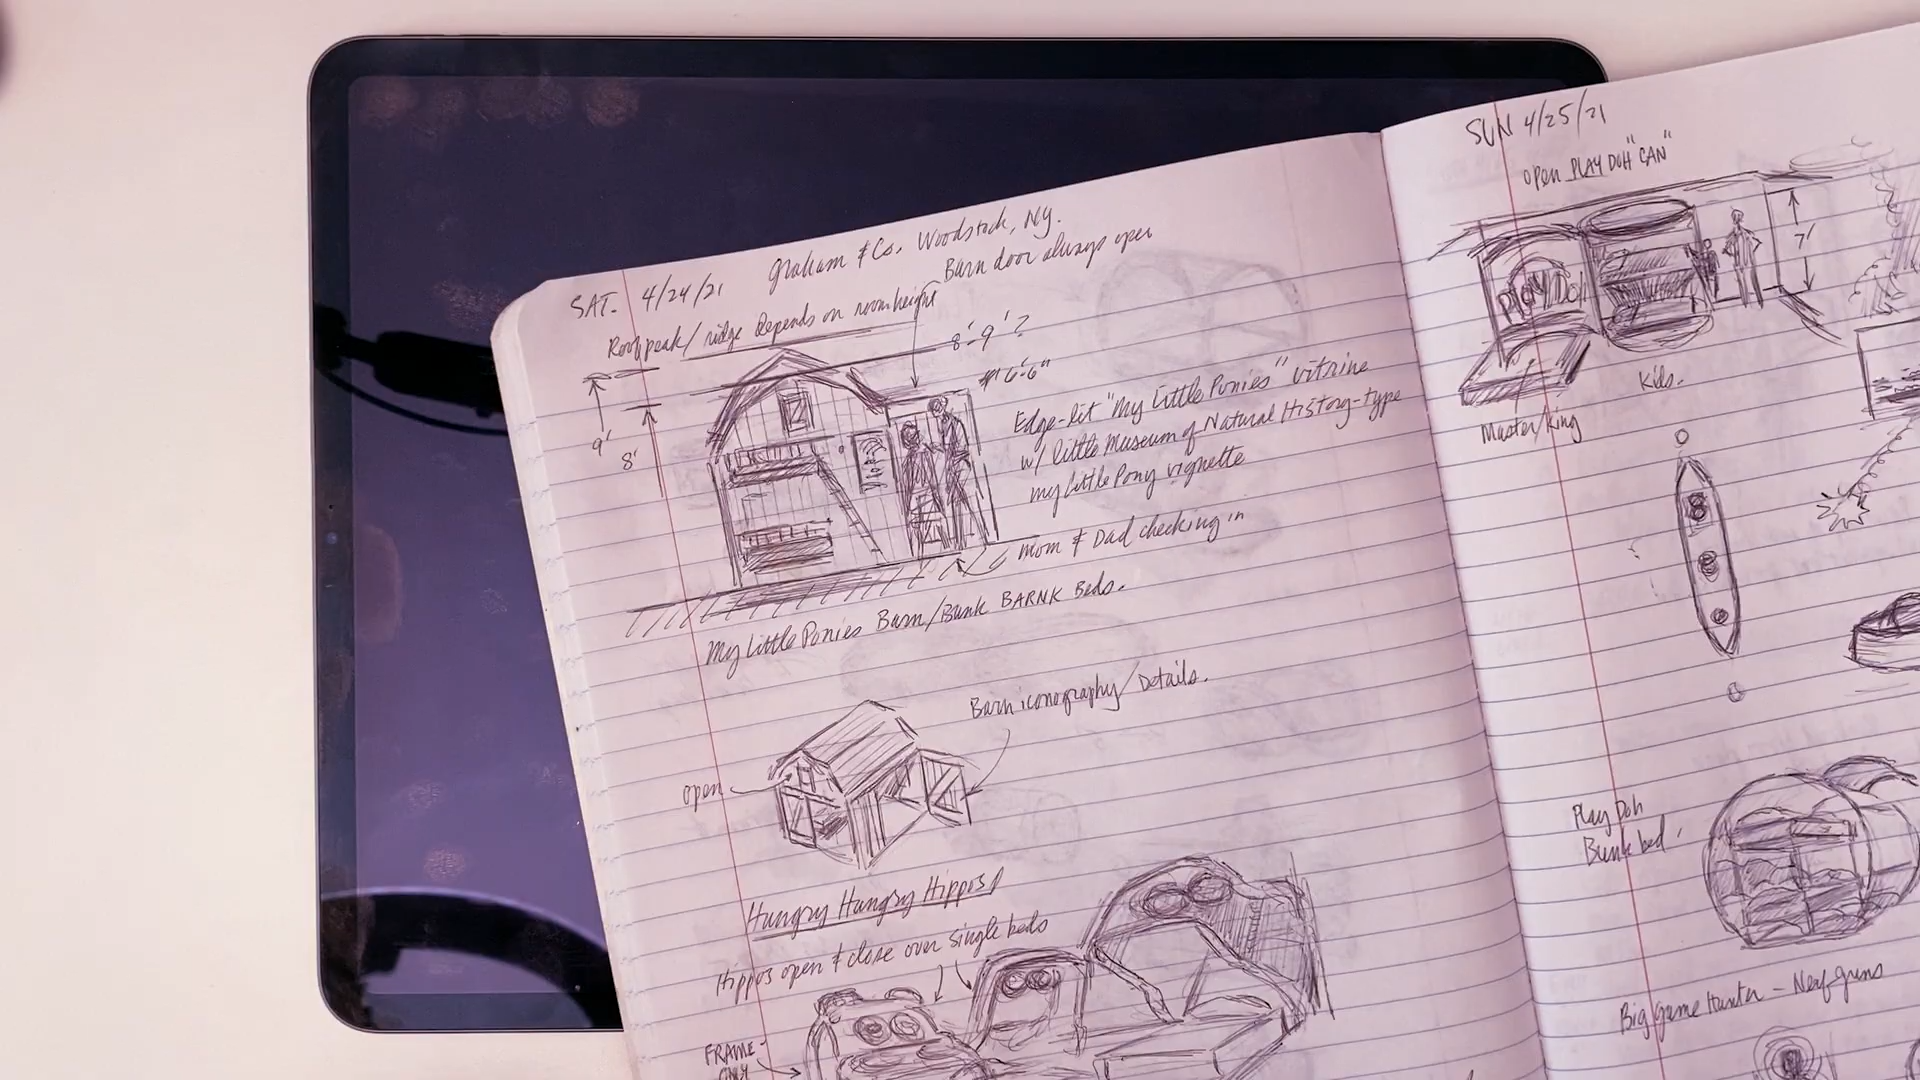 SAT. 4/24/21 Graham & Co. Woodstock, NY.
Barn door always open
Roof peak/ridge depends on room height
8'-9'?
6'-6"
9'
8'
Edge-lit "My Little Ponies" vitrine
w/ little Museum of Natural History-type
my Little Pony vignette
Mom & Dad checking in
My Little Ponies Barn/Bunk BARNK Beds.
Barn iconography/Details.
open
Hungry Hungry Hippos
Hippos open & close over single beds
FRAME-
ONLY
SUN 4/25/21
open PLAY DOH "CAN"
PLAY DOH
7'
Kids.
Master/King
Play Doh
Bunk bed
Big game Hunter - Nerf guns